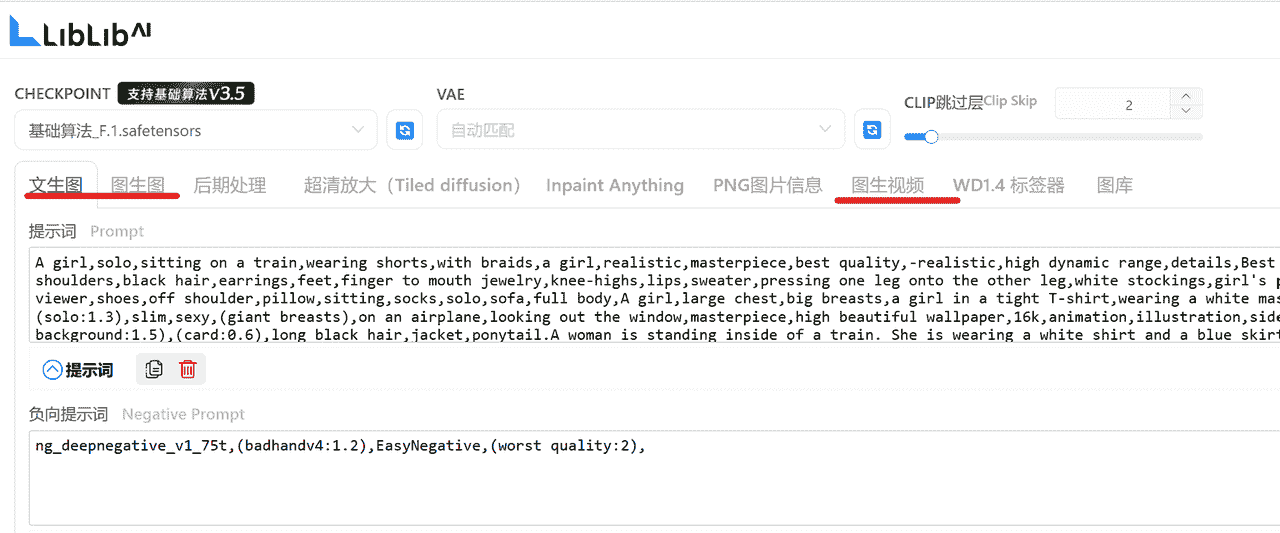 LibLib AI
CHECKPOINT 支持基础算法V3.5
VAE
CLIP跳过层Clip Skip
2
基础算法_F.1.safetensors
自动匹配
文生图 图生图 后期处理 超清放大（Tiled diffusion） Inpaint Anything PNG图片信息 图生视频 WD1.4 标签器 图库
提示词 Prompt
A girl,solo,sitting on a train,wearing shorts,with braids,a girl,realistic,masterpiece,best quality,-realistic,high dynamic range,details,Best
shoulders,black hair,earrings,feet,finger to mouth jewelry,knee-highs,lips,sweater,pressing one leg onto the other leg,white stockings,girl's p
viewer,shoes,off shoulder,pillow,sitting,socks,solo,sofa,full body,A girl,large chest,big breasts,a girl in a tight T-shirt,wearing a white mas
(solo:1.3),slim,sexy,(giant breasts),on an airplane,looking out the window,masterpiece,high beautiful wallpaper,16k,animation,illustration,side
background:1.5),(card:0.6),long black hair,jacket,ponytail.A woman is standing inside of a train. She is wearing a white shirt and a blue skirt
提示词
负向提示词 Negative Prompt
ng_deepnegative_v1_75t,(badhandv4:1.2),EasyNegative,(worst quality:2),